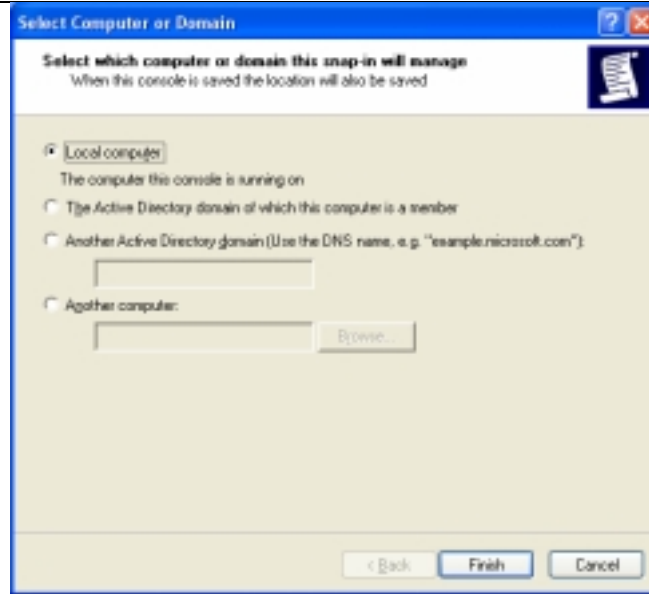 Select Computer or Domain
Select which computer or domain this snap-in will manage
When this console is saved the location will also be saved
Local computer
The computer this console is running on
The Active Directory domain of which this computer is a member
Another Active Directory domain (Use the DNS name, e.g. "example.microsoft.com"):
Another computer:
Browse...
< Back
Finish
Cancel